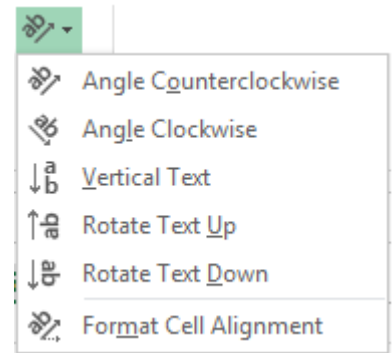 Angle Counterclockwise
Angle Clockwise
Vertical Text
Rotate Text Up
Rotate Text Down
Format Cell Alignment